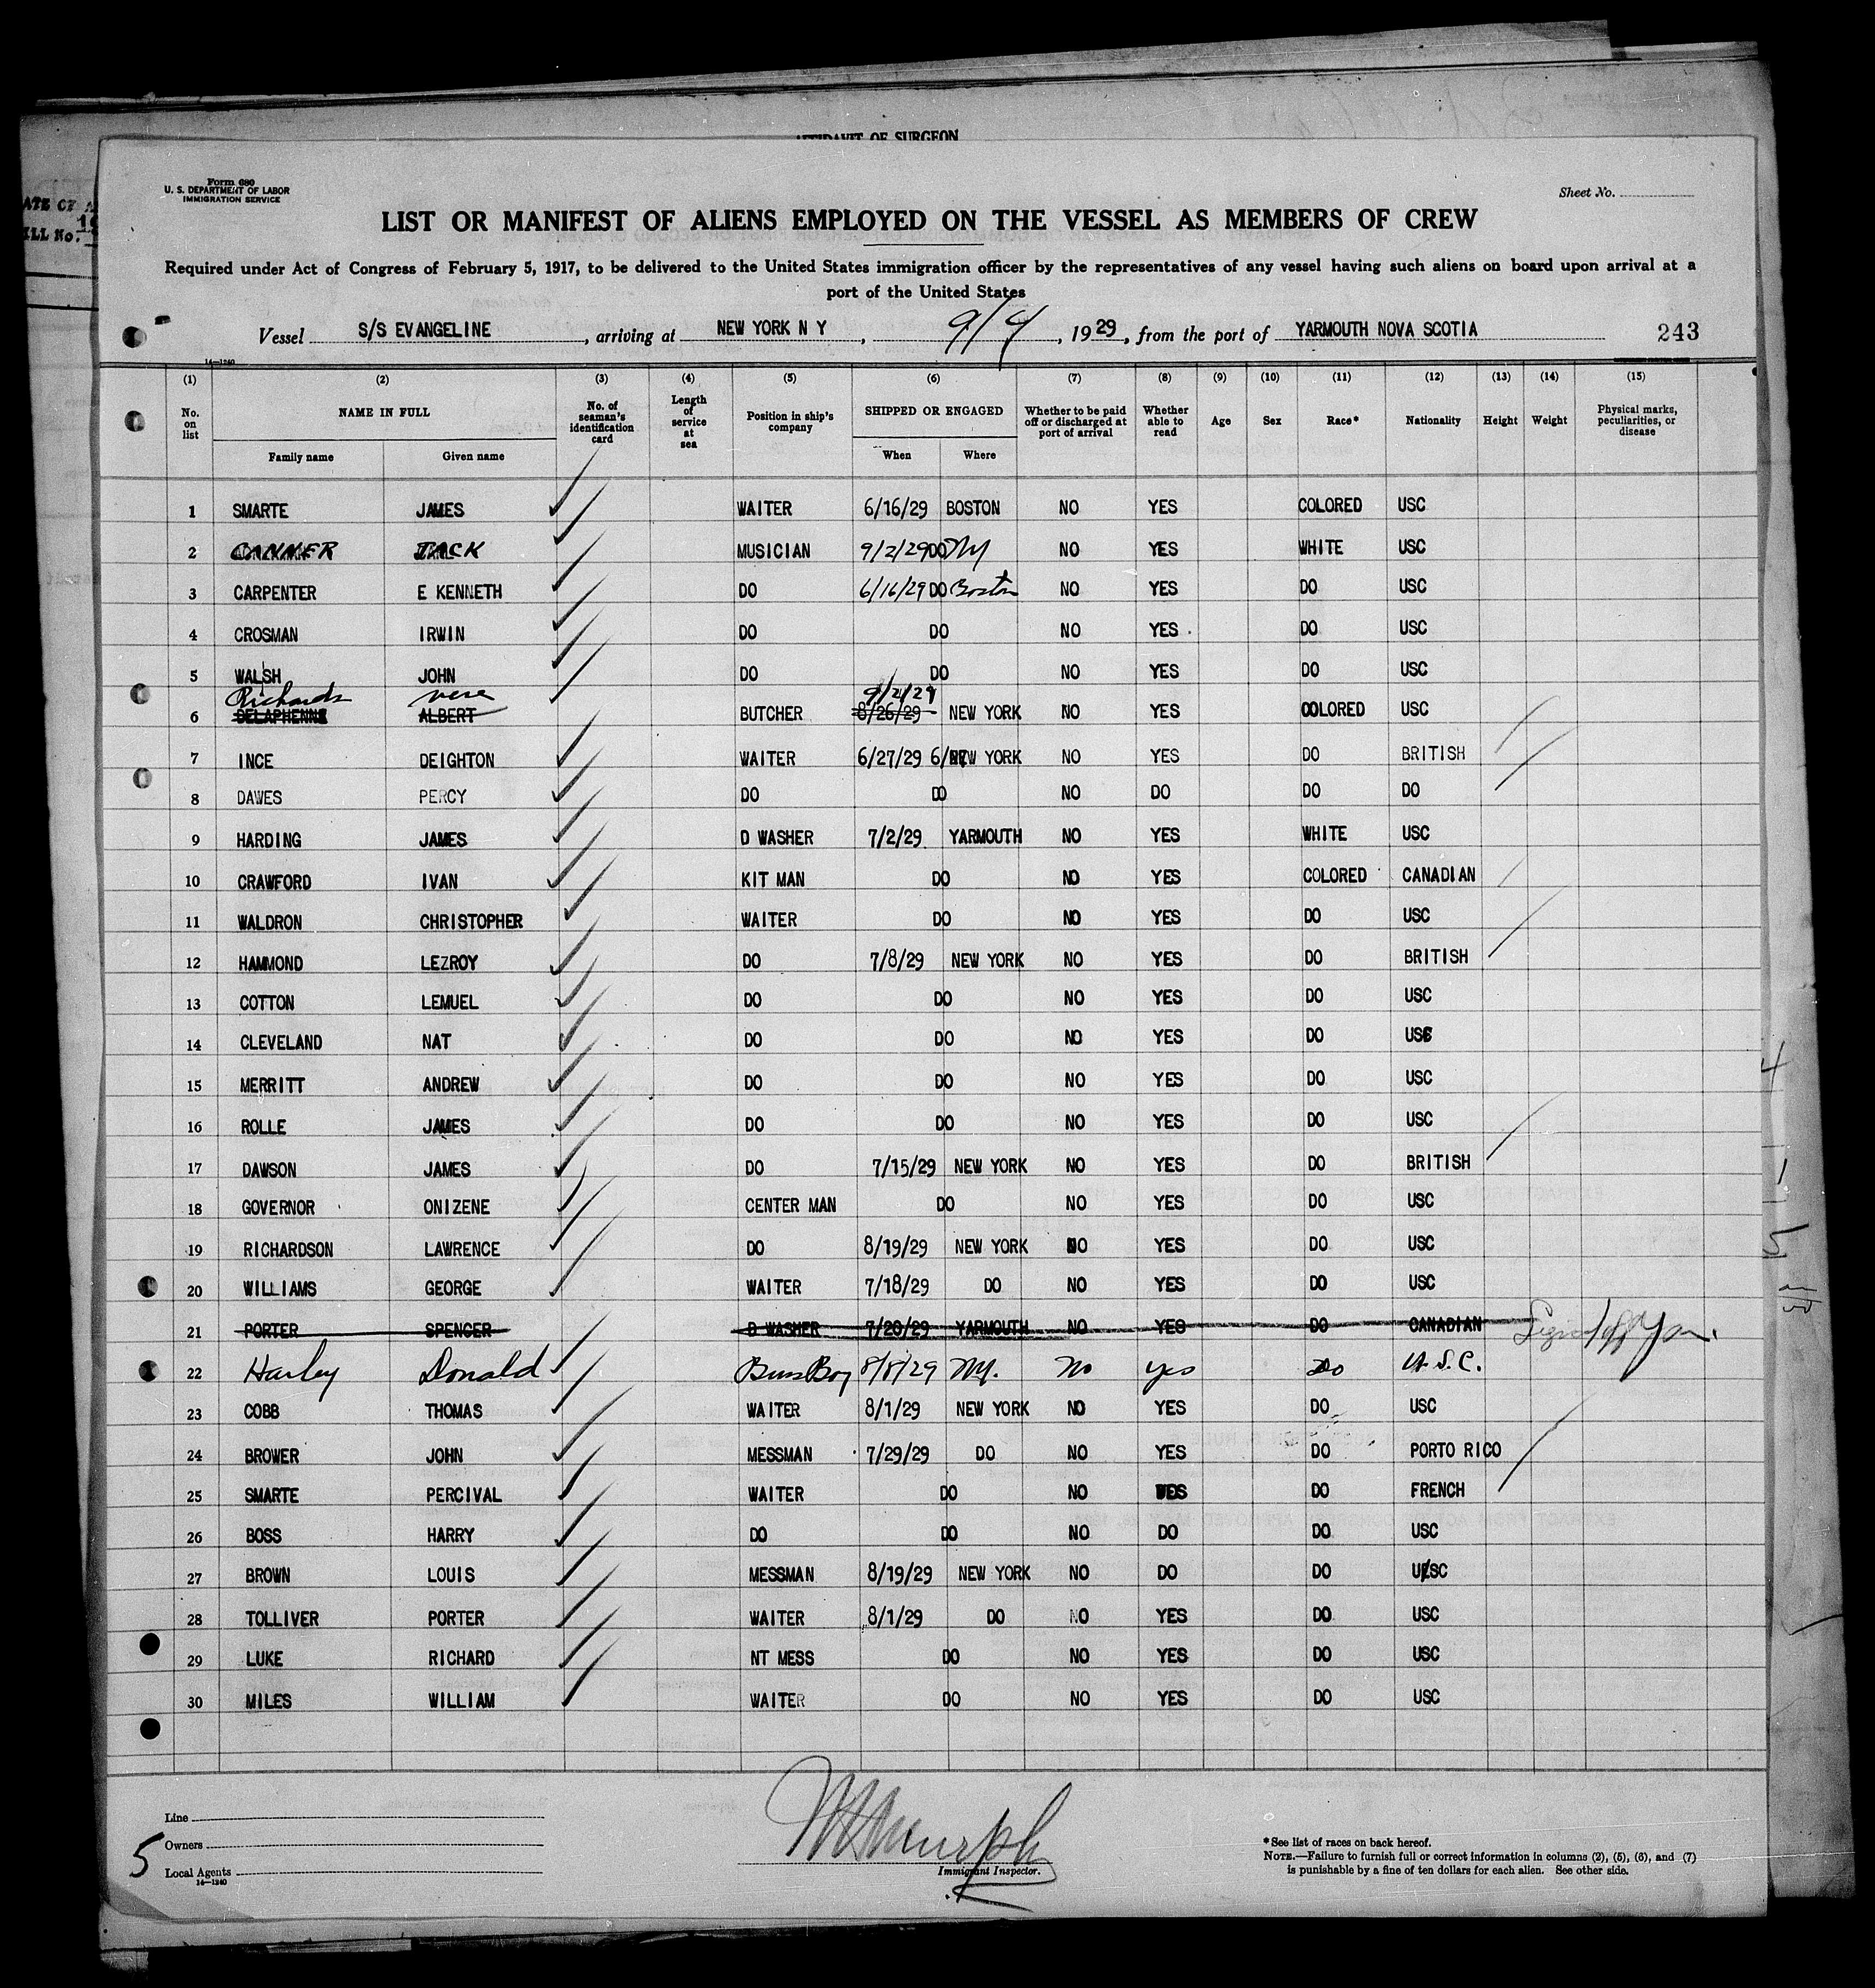 AFFIDAVIT OF SURGEON
Form 680
U. S. DEPARTMENT OF LABOR
IMMIGRATION SERVICE
Sheet No.
LIST OR MANIFEST OF ALIENS EMPLOYED ON THE VESSEL AS MEMBERS OF CREW
Required under Act of Congress of February 5, 1917, to be delivered to the United States immigration officer by the representatives of any vessel having such aliens on board upon arrival at a
port of the United States
Vessel S/S EVANGELINE, arriving at NEW YORK N Y, 9/4, 1929, from the port of YARMOUTH NOVA SCOTIA 243
14—1240
(1) (2) (3) (4) (5) (6) (7) (8) (9) (10) (11) (12) (13) (14) (15)
No. on list NAME IN FULL Family name Given name No. of seaman's identification card Length of service at sea Position in ship's company SHIPPED OR ENGAGED When Where Whether to be paid off or discharged at port of arrival Whether able to read Age Sex Race* Nationality Height Weight Physical marks, peculiarities, or disease
1 SMARTE JAMES WAITER 6/16/29 BOSTON NO YES COLORED USC
2 JACK MUSICIAN 9/2/29 DO NY NO YES WHITE USC
3 CARPENTER E KENNETH DO 6/16/29 DO Boston NO YES DO USC
4 CROSMAN IRWIN DO DO NO YES . DO USC
5 WALSH JOHN DO DO NO YES DO USC
Richards vere 9/2/29
6 DELAPHENNE ALBERT BUTCHER 8/26/29 NEW YORK NO YES COLORED USC
7 INCE DEIGHTON WAITER 6/27/29 6/27 NEW YORK NO YES DO BRITISH
8 DAWES PERCY DO DO NO DO DO DO
9 HARDING JAMES D WASHER 7/2/29 YARMOUTH NO YES WHITE USC
10 CRAWFORD IVAN KIT MAN DO NO YES COLORED CANADIAN
11 WALDRON CHRISTOPHER WAITER DO NO YES DO USC
12 HAMMOND LEZROY DO 7/8/29 NEW YORK NO YES DO BRITISH
13 COTTON LEMUEL DO DO NO YES DO USC
14 CLEVELAND NAT DO DO NO YES DO USC
15 MERRITT ANDREW DO DO NO YES DO USC
16 ROLLE JAMES DO DO NO YES DO USC
17 DAWSON JAMES DO 7/15/29 NEW YORK NO YES DO BRITISH
18 GOVERNOR ONIZENE CENTER MAN DO NO YES DO USC
19 RICHARDSON LAWRENCE DO 8/19/29 NEW YORK NO YES DO USC
20 WILLIAMS GEORGE WAITER 7/18/29 DO NO YES DO USC
21 PORTER SPENCER D WASHER 7/20/29 YARMOUTH NO YES DO CANADIAN
22 Harley Donald Buss Boy 8/8/29 N.Y. No yes Do U.S.C.
23 COBB THOMAS WAITER 8/1/29 NEW YORK NO YES DO USC
24 BROWER JOHN MESSMAN 7/29/29 DO NO YES DO PORTO RICO
25 SMARTE PERCIVAL WAITER DO NO YES DO FRENCH
26 BOSS HARRY DO DO NO DO DO USC
27 BROWN LOUIS MESSMAN 8/19/29 NEW YORK NO DO DO USC
28 TOLLIVER PORTER WAITER 8/1/29 DO NO YES DO USC
29 LUKE RICHARD NT MESS DO NO YES DO USC
30 MILES WILLIAM WAITER DO NO YES DO USC
Line
Owners
5
Local Agents
14—1240
Immigrant Inspector.
*See list of races on back hereof.
NOTE.—Failure to furnish full or correct information in columns (2), (5), (6), and (7)
is punishable by a fine of ten dollars for each alien. See other side.